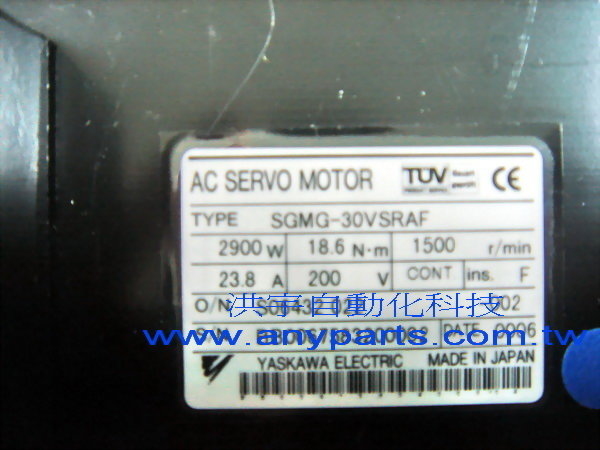 AC SERVO MOTOR TÜV CE
TYPE SGMG-30VSRAF
2900 W 18.6 N·m 1500 r/min
23.8 A 200 V CONT ins. F
O/N
洪宇自動化科技
S/N DATE
www.anyparts.com.tw
YASKAWA ELECTRIC MADE IN JAPAN